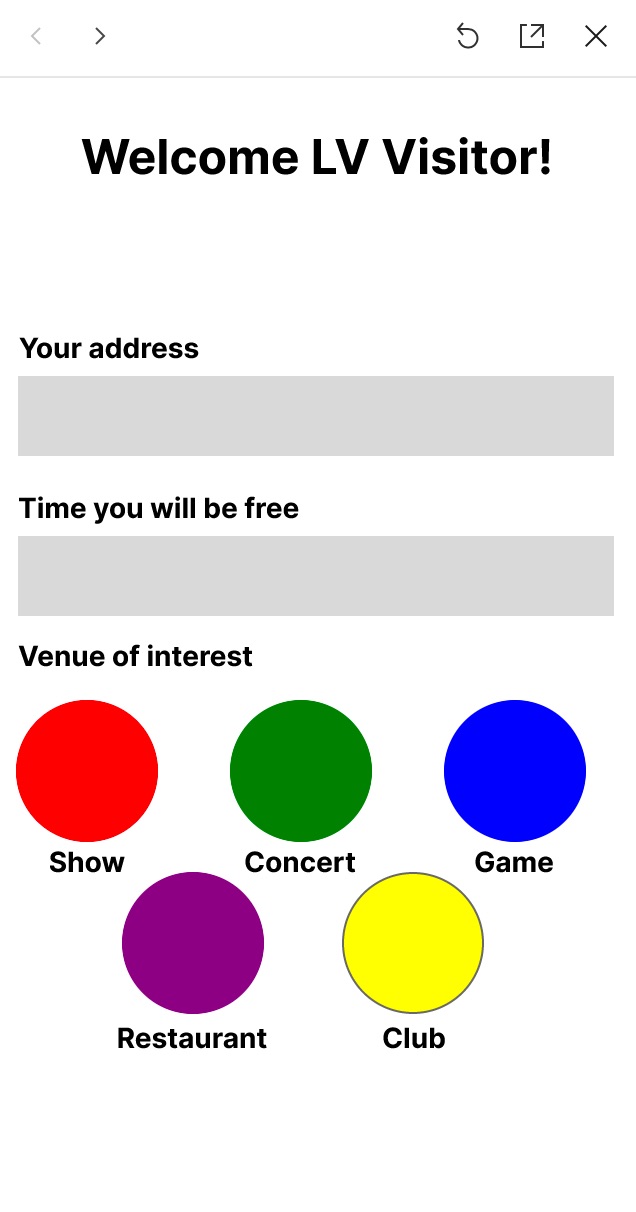 Welcome LV Visitor!
Your address
Time you will be free
Venue of interest
Show
Concert
Game
Restaurant
Club